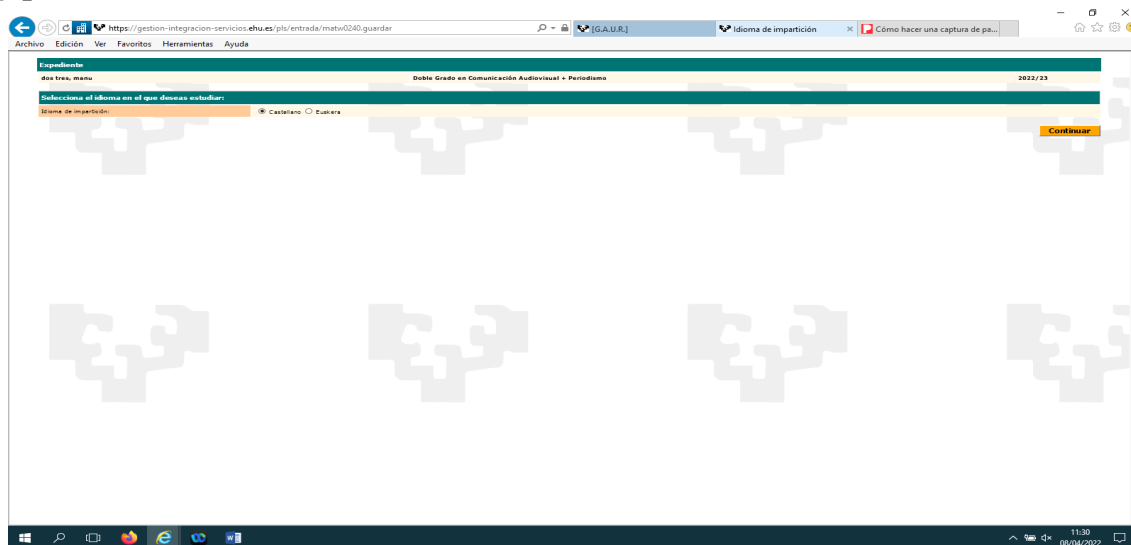 https://gestion-integracion-servicios.ehu.es/pls/entrada/matw0240.guardar
[G.A.U.R.]
Idioma de impartición
Cómo hacer una captura de pa...
Archivo Edición Ver Favoritos Herramientas Ayuda
Expediente
dos tres, manu Doble Grado en Comunicación Audiovisual + Periodismo 2022/23
Selecciona el idioma en el que deseas estudiar:
Idioma de impartición: Castellano Euskera
Continuar
11:30
08/04/2022